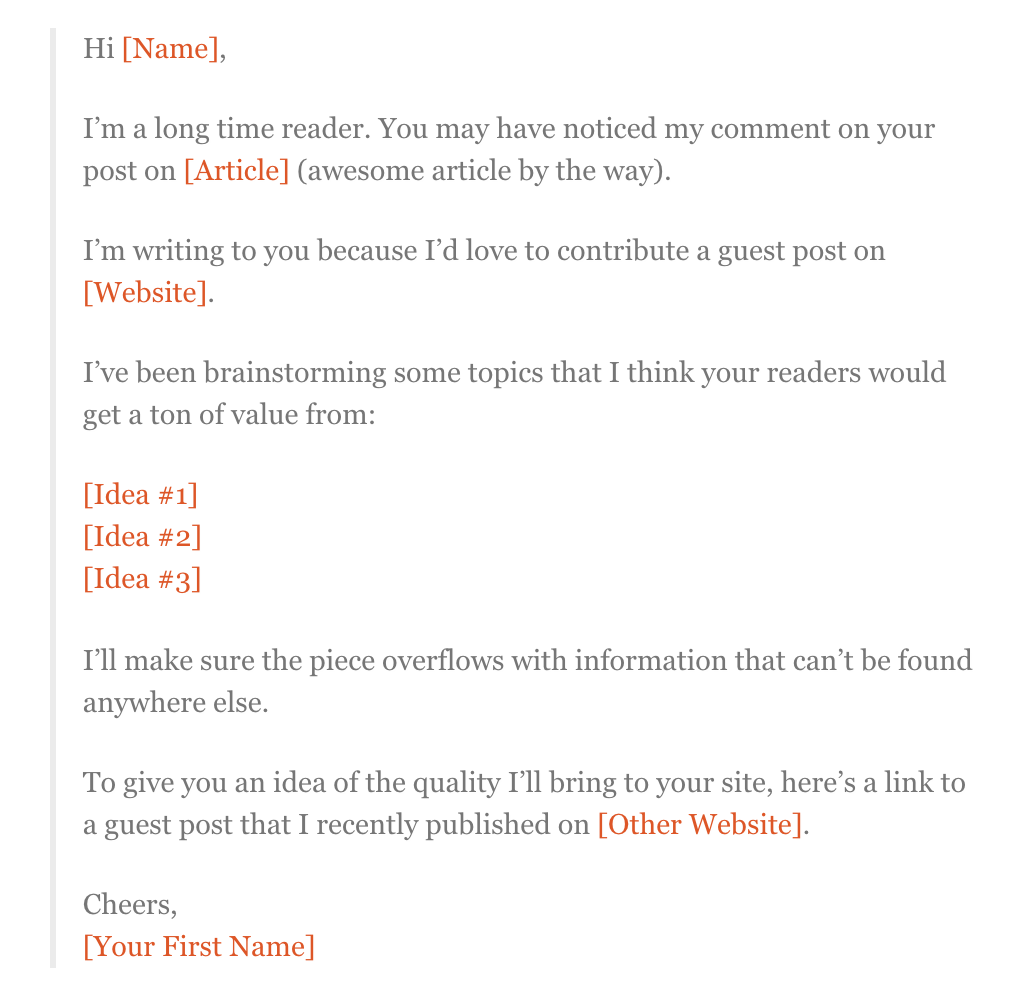 Hi [Name],
I’m a long time reader. You may have noticed my comment on your
post on [Article] (awesome article by the way).
I’m writing to you because I’d love to contribute a guest post on
[Website].
I’ve been brainstorming some topics that I think your readers would
get a ton of value from:
[Idea #1]
[Idea #2]
[Idea #3]
I’ll make sure the piece overflows with information that can’t be found
anywhere else.
To give you an idea of the quality I’ll bring to your site, here’s a link to
a guest post that I recently published on [Other Website].
Cheers,
[Your First Name]